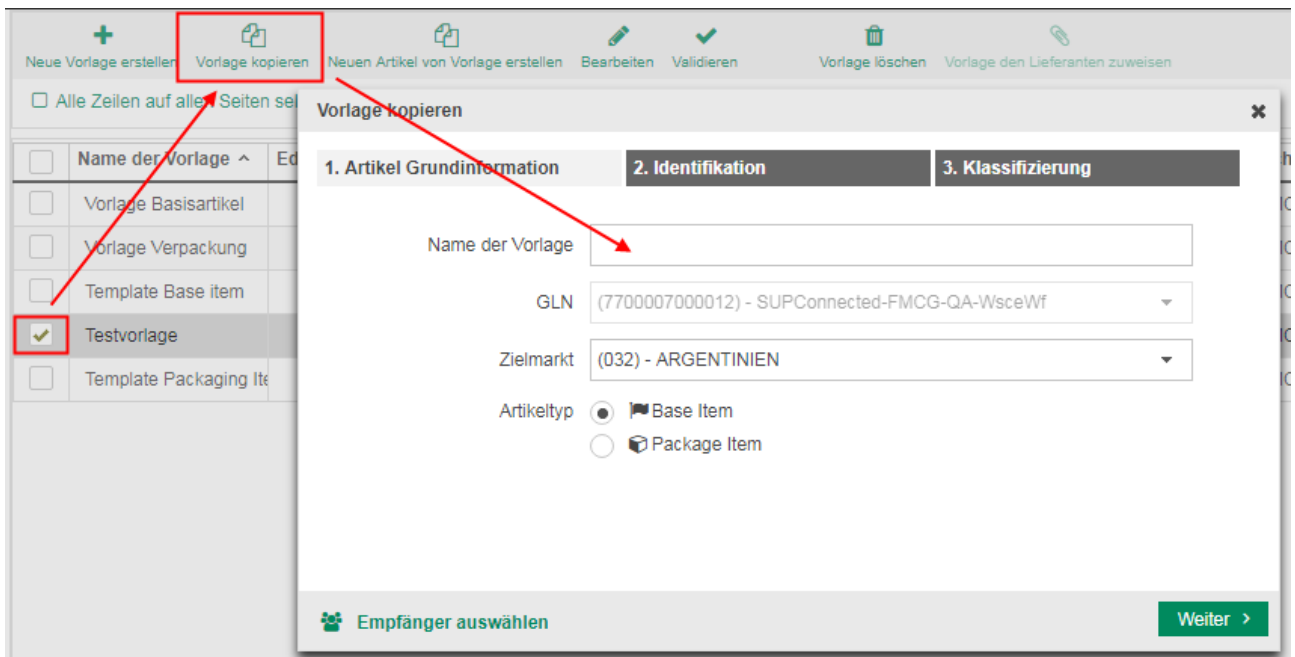 Neue Vorlage erstellen Vorlage kopieren Neuen Artikel von Vorlage erstellen Bearbeiten Validieren Vorlage löschen Vorlage den Lieferanten zuweisen
Alle Zeilen auf allen Seiten sel
Vorlage kopieren
Name der Vorlage Ed
1. Artikel Grundinformation 2. Identifikation 3. Klassifizierung
Vorlage Basisartikel
Vorlage Verpackung
Template Base item
Testvorlage
Template Packaging Ite
Name der Vorlage
GLN (7700007000012) - SUPConnected-FMCG-QA-WsceWf
Zielmarkt (032) - ARGENTINIEN
Artikeltyp Base Item
Package Item
Empfänger auswählen Weiter >